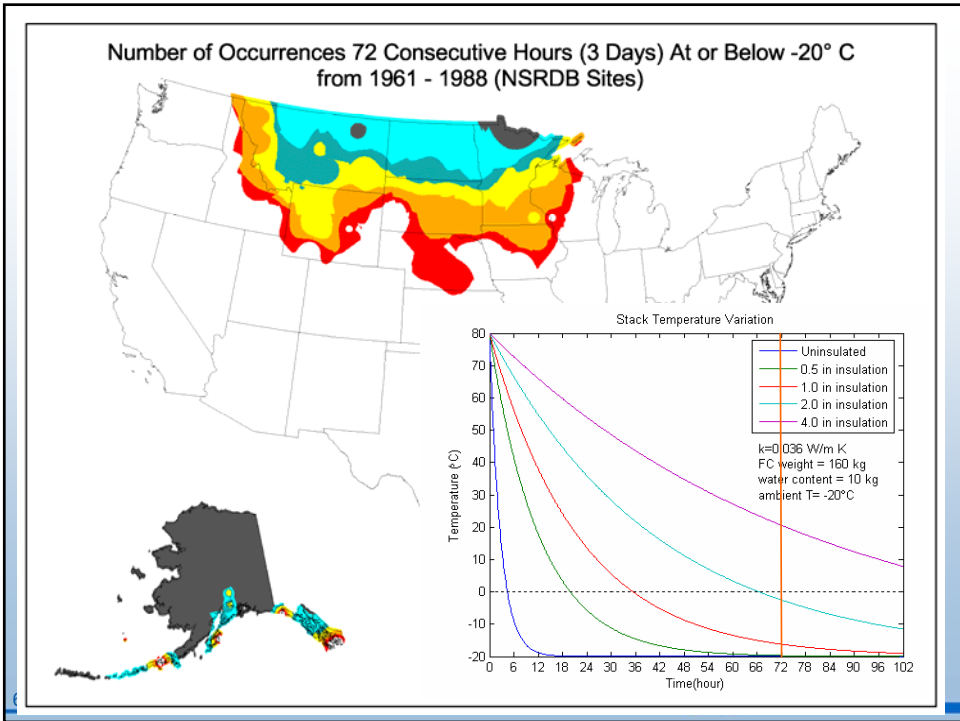 Number of Occurrences 72 Consecutive Hours (3 Days) At or Below -20° C
from 1961 - 1988 (NSRDB Sites)
Stack Temperature Variation
Uninsulated
0.5 in insulation
1.0 in insulation
2.0 in insulation
4.0 in insulation
k=0.036 W/m K
FC weight = 160 kg
water content = 10 kg
ambient T= -20°C
Temperature (°C)
80
70
60
50
40
30
20
10
0
-10
-20
0 6 12 18 24 30 36 42 48 54 60 66 72 78 84 90 96 102
Time(hour)
6